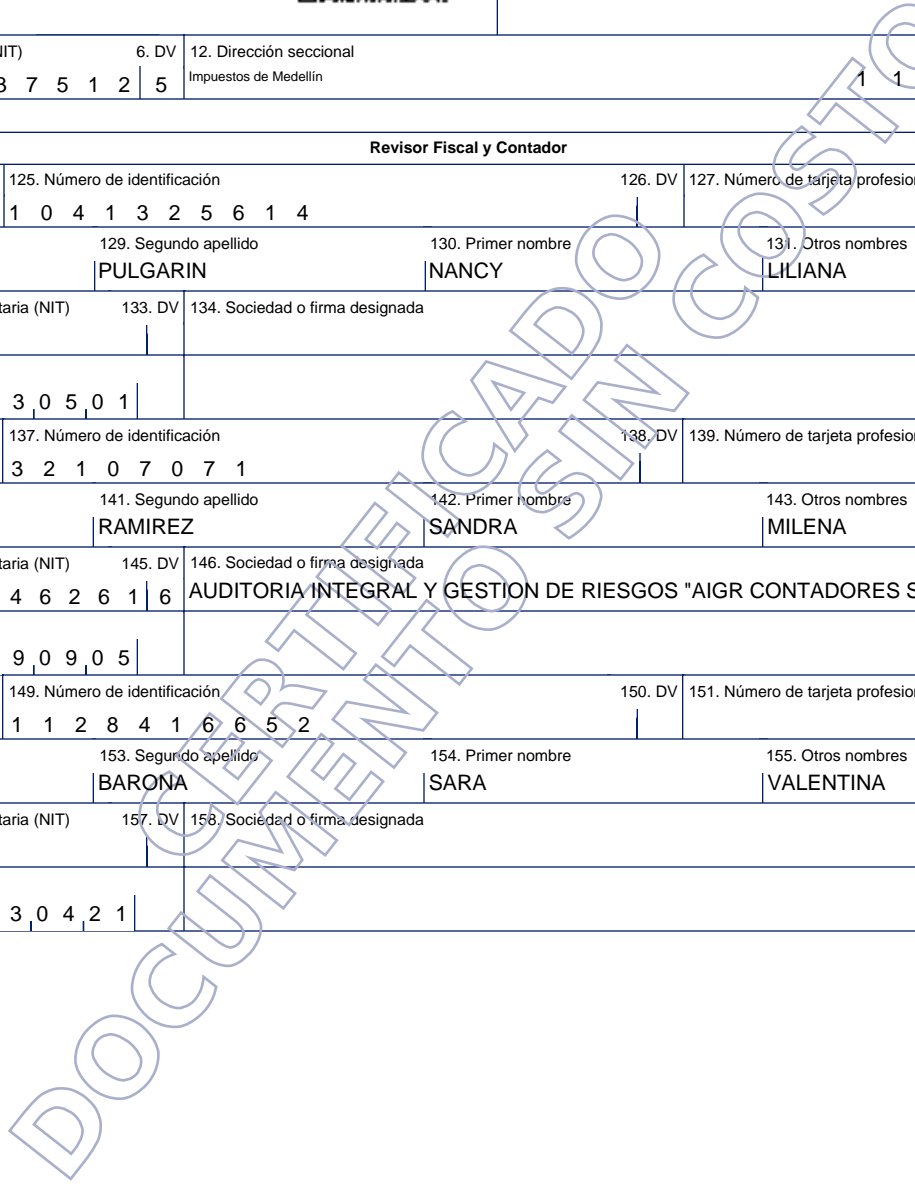 NIT) 6. DV 12. Dirección seccional
8 7 5 1 2 5 Impuestos de Medellín 1 1
Revisor Fiscal y Contador
125. Número de identificación 126. DV 127. Número de tarjeta profesion
1 0 4 1 3 2 5 6 1 4
129. Segundo apellido 130. Primer nombre 131. Otros nombres
PULGARIN NANCY LILIANA
taria (NIT) 133. DV 134. Sociedad o firma designada
3 0 5 0 1
137. Número de identificación 138. DV 139. Número de tarjeta profesion
3 2 1 0 7 0 7 1
141. Segundo apellido 142. Primer nombre 143. Otros nombres
RAMIREZ SANDRA MILENA
taria (NIT) 145. DV 146. Sociedad o firma designada
4 6 2 6 1 6 AUDITORIA INTEGRAL Y GESTION DE RIESGOS "AIGR CONTADORES S
9 0 9 0 5
149. Número de identificación 150. DV 151. Número de tarjeta profesion
1 1 2 8 4 1 6 6 5 2
153. Segundo apellido 154. Primer nombre 155. Otros nombres
BARONA SARA VALENTINA
taria (NIT) 157. DV 158. Sociedad o firma designada
3 0 4 2 1
CERTIFICADO
DOCUMENTO SIN COSTO